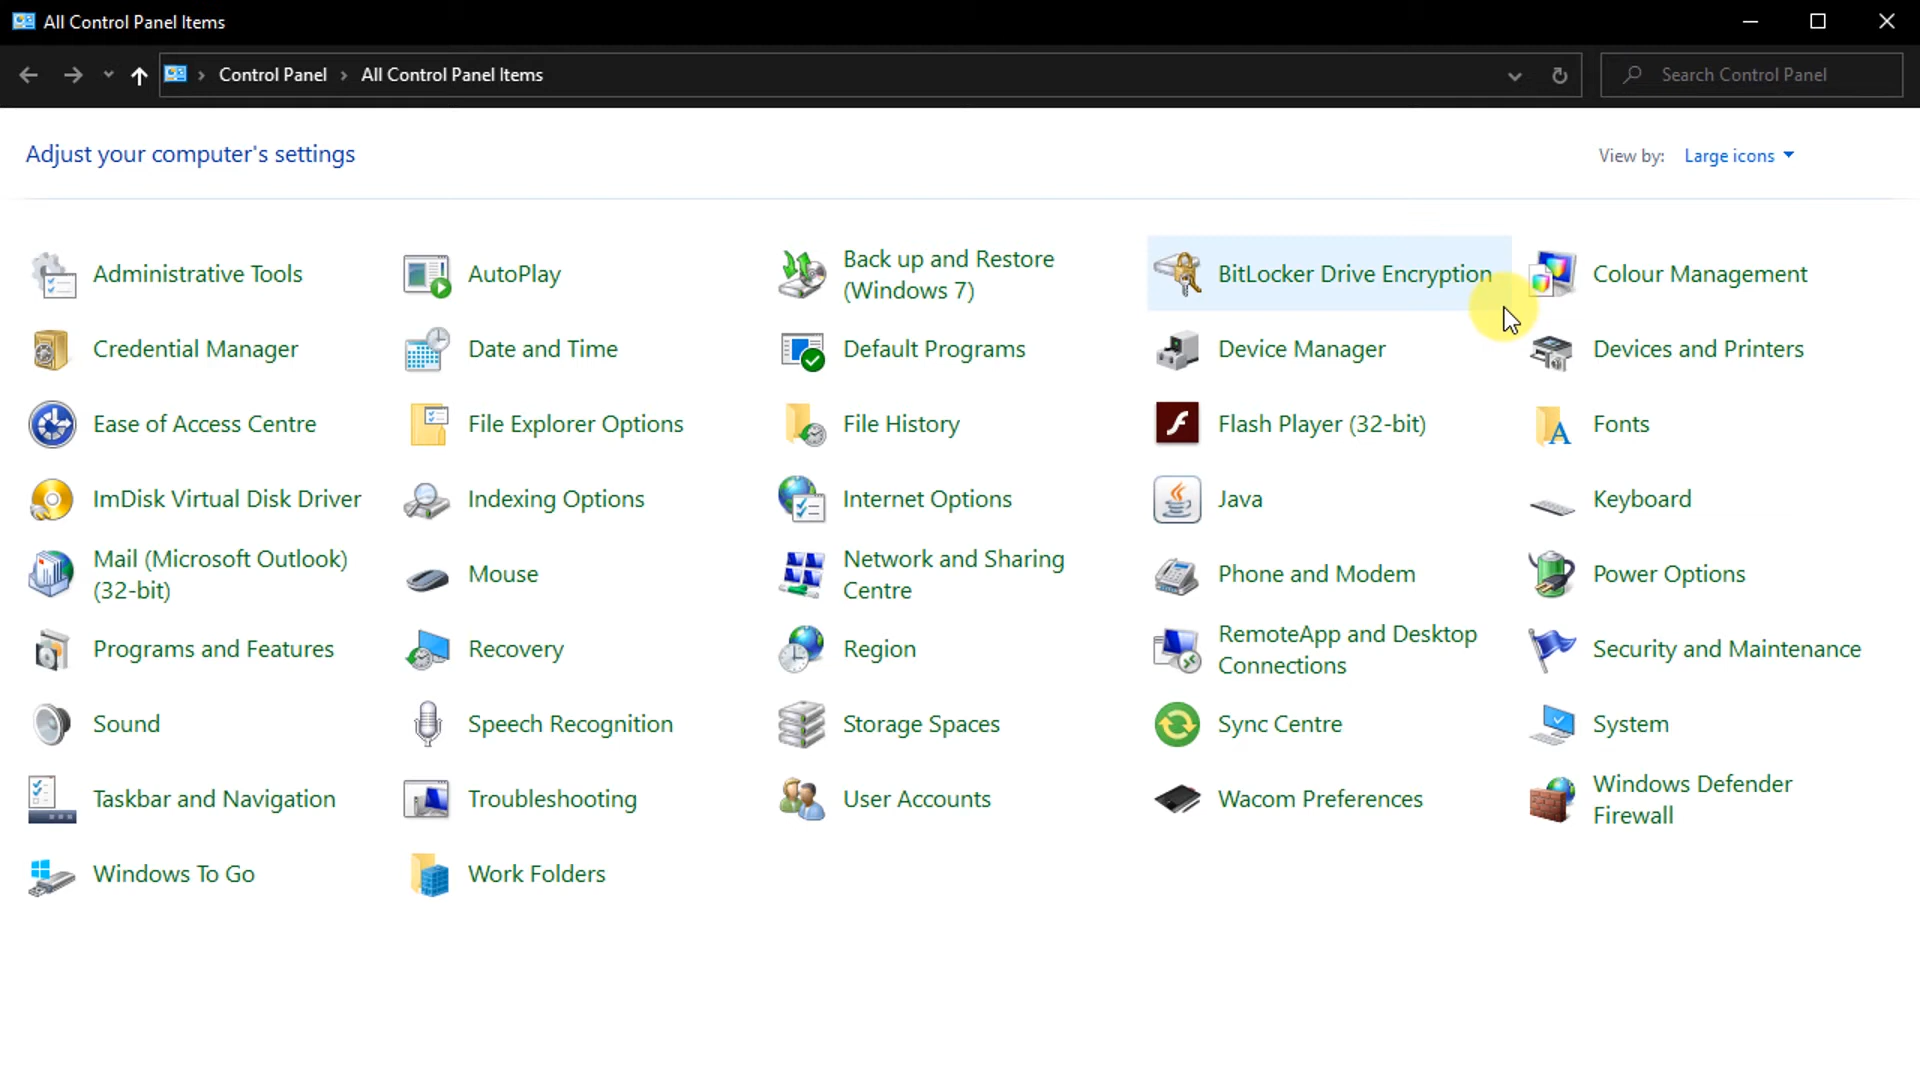 All Control Panel Items
Control Panel › All Control Panel Items
Search Control Panel
Adjust your computer's settings
View by: Large icons
Administrative Tools
AutoPlay
Back up and Restore
(Windows 7)
BitLocker Drive Encryption
Colour Management
Credential Manager
Date and Time
Default Programs
Device Manager
Devices and Printers
Ease of Access Centre
File Explorer Options
File History
Flash Player (32-bit)
Fonts
ImDisk Virtual Disk Driver
Indexing Options
Internet Options
Java
Keyboard
Mail (Microsoft Outlook)
(32-bit)
Mouse
Network and Sharing
Centre
Phone and Modem
Power Options
Programs and Features
Recovery
Region
RemoteApp and Desktop
Connections
Security and Maintenance
Sound
Speech Recognition
Storage Spaces
Sync Centre
System
Taskbar and Navigation
Troubleshooting
User Accounts
Wacom Preferences
Windows Defender
Firewall
Windows To Go
Work Folders